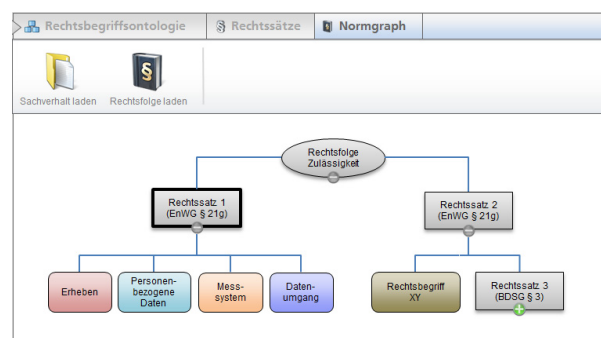 Rechtsbegriffsontologie § Rechtssätze Normgraph
§
Sachverhalt laden Rechtsfolge laden
Rechtsfolge
Zulässigkeit
Rechtssatz 1
(EnWG § 21g)
Rechtssatz 2
(EnWG § 21g)
Erheben
Personen-
bezogene
Daten
Mess-
system
Daten-
umgang
Rechtsbegriff
XY
Rechtssatz 3
(BDSG § 3)